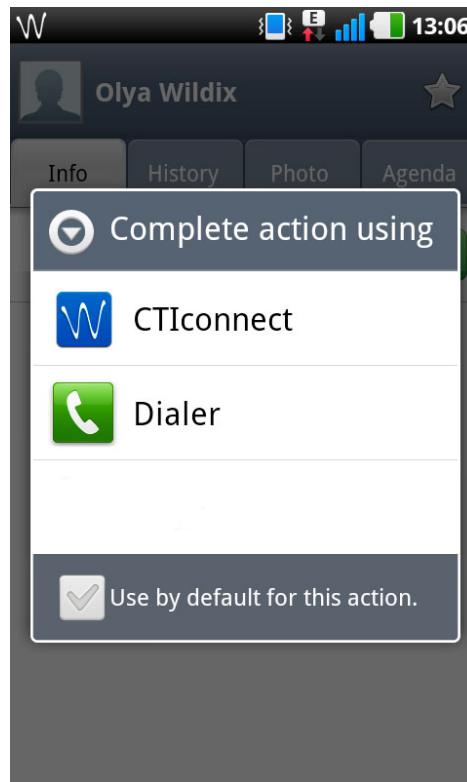 E
13:06
Olya Wildix
Info History Photo Agenda
Complete action using
CTIconnect
Dialer
Use by default for this action.